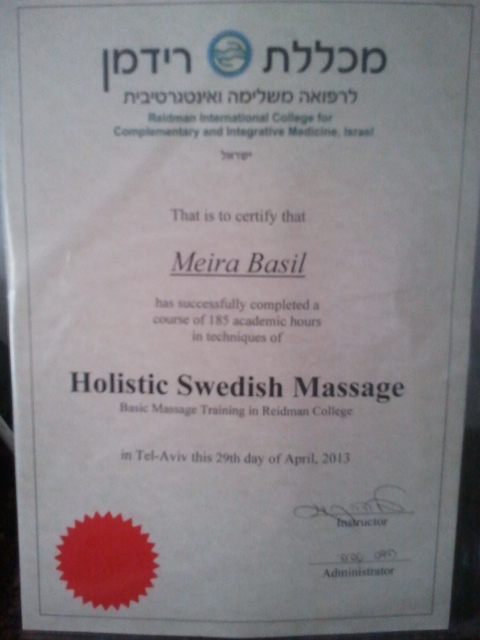 מכללת רידמן
לרפואה משלימה ואינטגרטיבית
Reidman International College for
Complementary and Integrative Medicine, Israel
ישראל
That is to certify that
Meira Basil
has successfully completed a
course of 185 academic hours
in techniques of
Holistic Swedish Massage
Basic Massage Training in Reidman College
in Tel-Aviv this 29th day of April, 2013
Instructor
Administrator